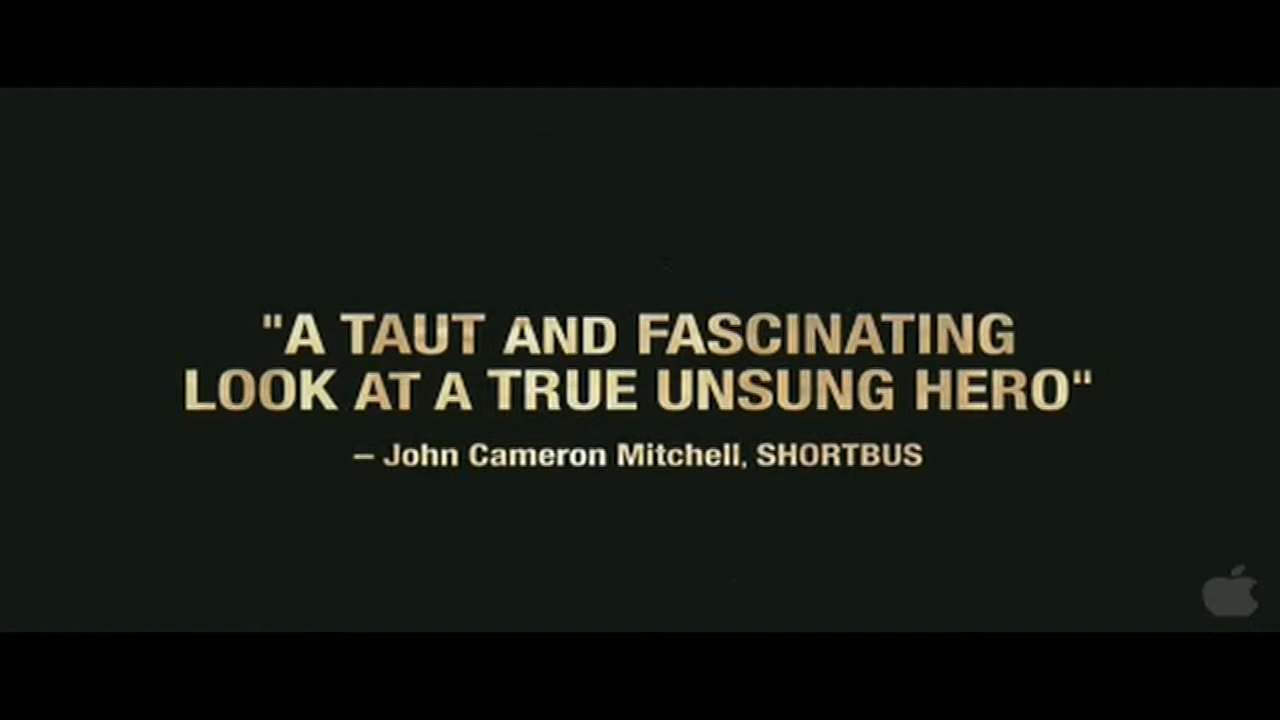 "A TAUT AND FASCINATING
LOOK AT A TRUE UNSUNG HERO"
– John Cameron Mitchell, SHORTBUS